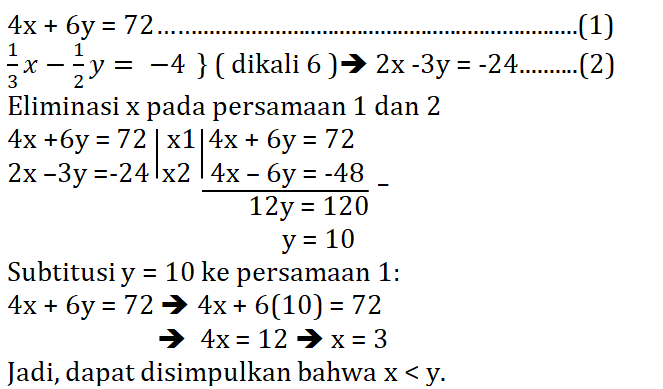 4x + 6y = 72.........................................................................(1)
1/3 x − 1/2 y = −4 } ( dikali 6 )🡺 2x -3y = -24..........(2)
Eliminasi x pada persamaan 1 dan 2
4x +6y = 72 | x1 | 4x + 6y = 72
2x –3y =-24 | x2 | 4x – 6y = -48 –
12y = 120
y = 10
Subtitusi y = 10 ke persamaan 1:
4x + 6y = 72 🡺 4x + 6(10) = 72
🡺 4x = 12 🡺 x = 3
Jadi, dapat disimpulkan bahwa x < y.